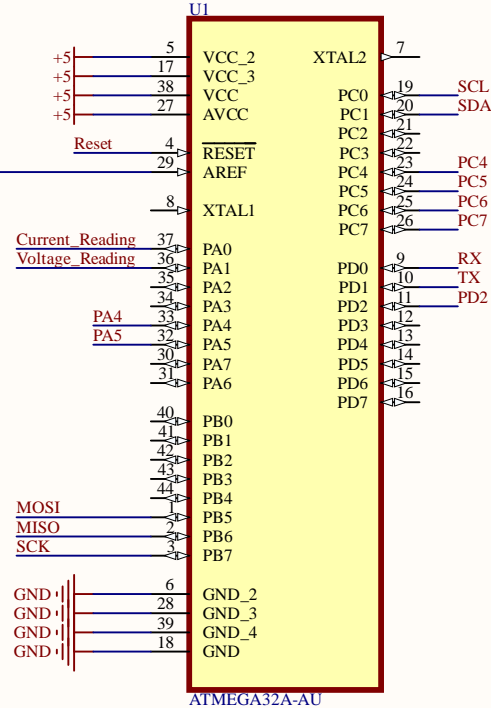 U1
+5 5 VCC_2 XTAL2 7
+5 17 VCC_3
+5 38 VCC PC0 19 SCL
+5 27 AVCC PC1 20 SDA
PC2 21
Reset 4 RESET PC3 22
29 AREF PC4 23 PC4
PC5 24 PC5
8 XTAL1 PC6 25 PC6
PC7 26 PC7
Current_Reading 37 PA0
Voltage_Reading 36 PA1 PD0 9 RX
35 PA2 PD1 10 TX
34 PA3 PD2 11 PD2
PA4 33 PA4 PD3 12
PA5 32 PA5 PD4 13
30 PA7 PD5 14
31 PA6 PD6 15
PD7 16
40 PB0
41 PB1
42 PB2
43 PB3
44 PB4
MOSI 1 PB5
MISO 2 PB6
SCK 3 PB7
GND 6 GND_2
GND 28 GND_3
GND 39 GND_4
GND 18 GND
ATMEGA32A-AU